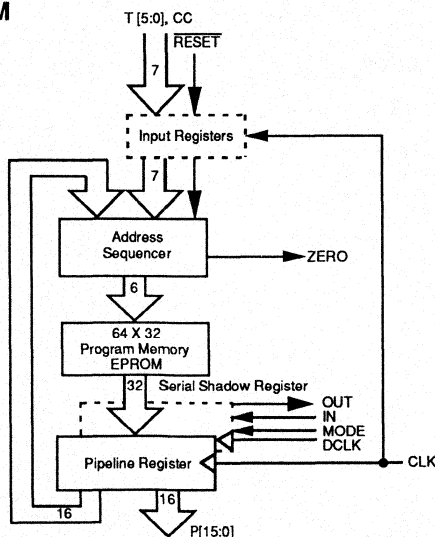 M
T [5:0], CC
RESET
7
Input Registers
7
Address
Sequencer
ZERO
6
64 X 32
Program Memory
EPROM
32
Serial Shadow Register
OUT
IN
MODE
DCLK
Pipeline Register
CLK
16
16
P[15:0]